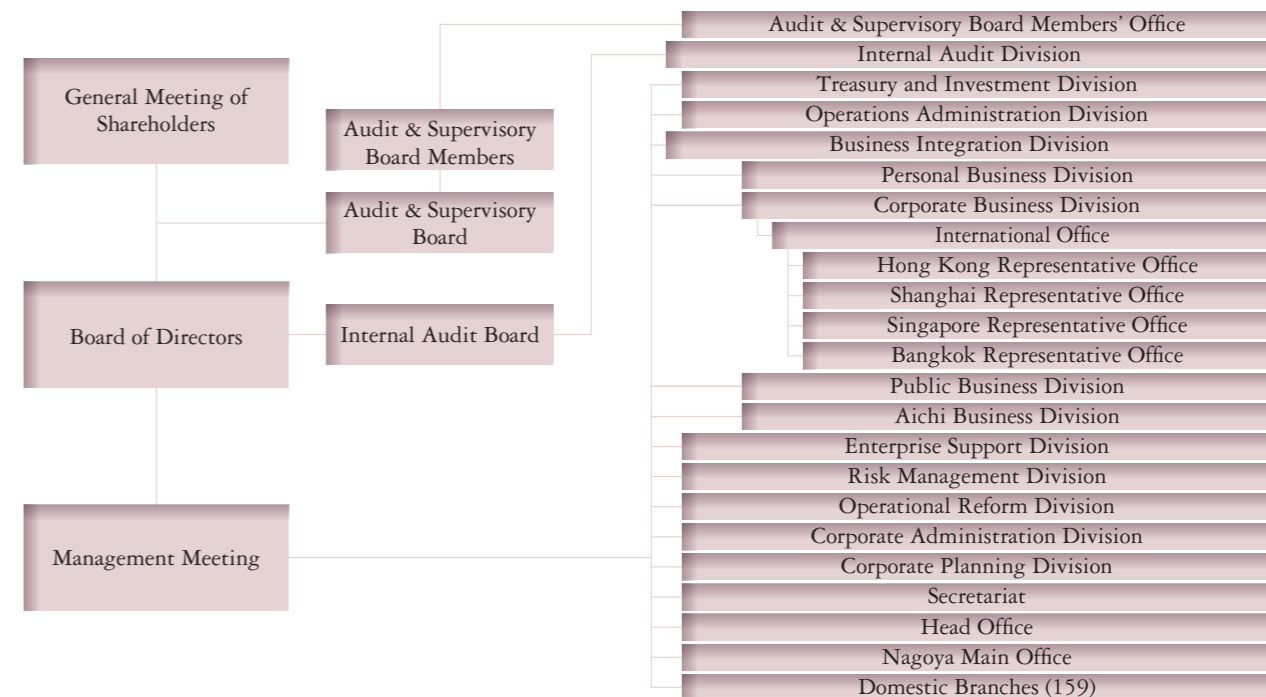 General Meeting of
Shareholders
Board of Directors
Management Meeting
Audit & Supervisory
Board Members
Audit & Supervisory
Board
Internal Audit Board
Audit & Supervisory Board Members’ Office
Internal Audit Division
Treasury and Investment Division
Operations Administration Division
Business Integration Division
Personal Business Division
Corporate Business Division
International Office
Hong Kong Representative Office
Shanghai Representative Office
Singapore Representative Office
Bangkok Representative Office
Public Business Division
Aichi Business Division
Enterprise Support Division
Risk Management Division
Operational Reform Division
Corporate Administration Division
Corporate Planning Division
Secretariat
Head Office
Nagoya Main Office
Domestic Branches (159)